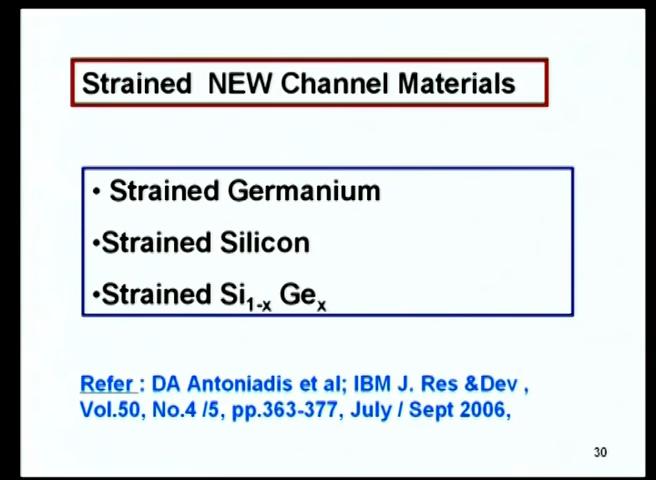 Strained NEW Channel Materials
• Strained Germanium
•Strained Silicon
•Strained Si1-x Gex
Refer : DA Antoniadis et al; IBM J. Res &Dev ,
Vol.50, No.4 /5, pp.363-377, July / Sept 2006,
30